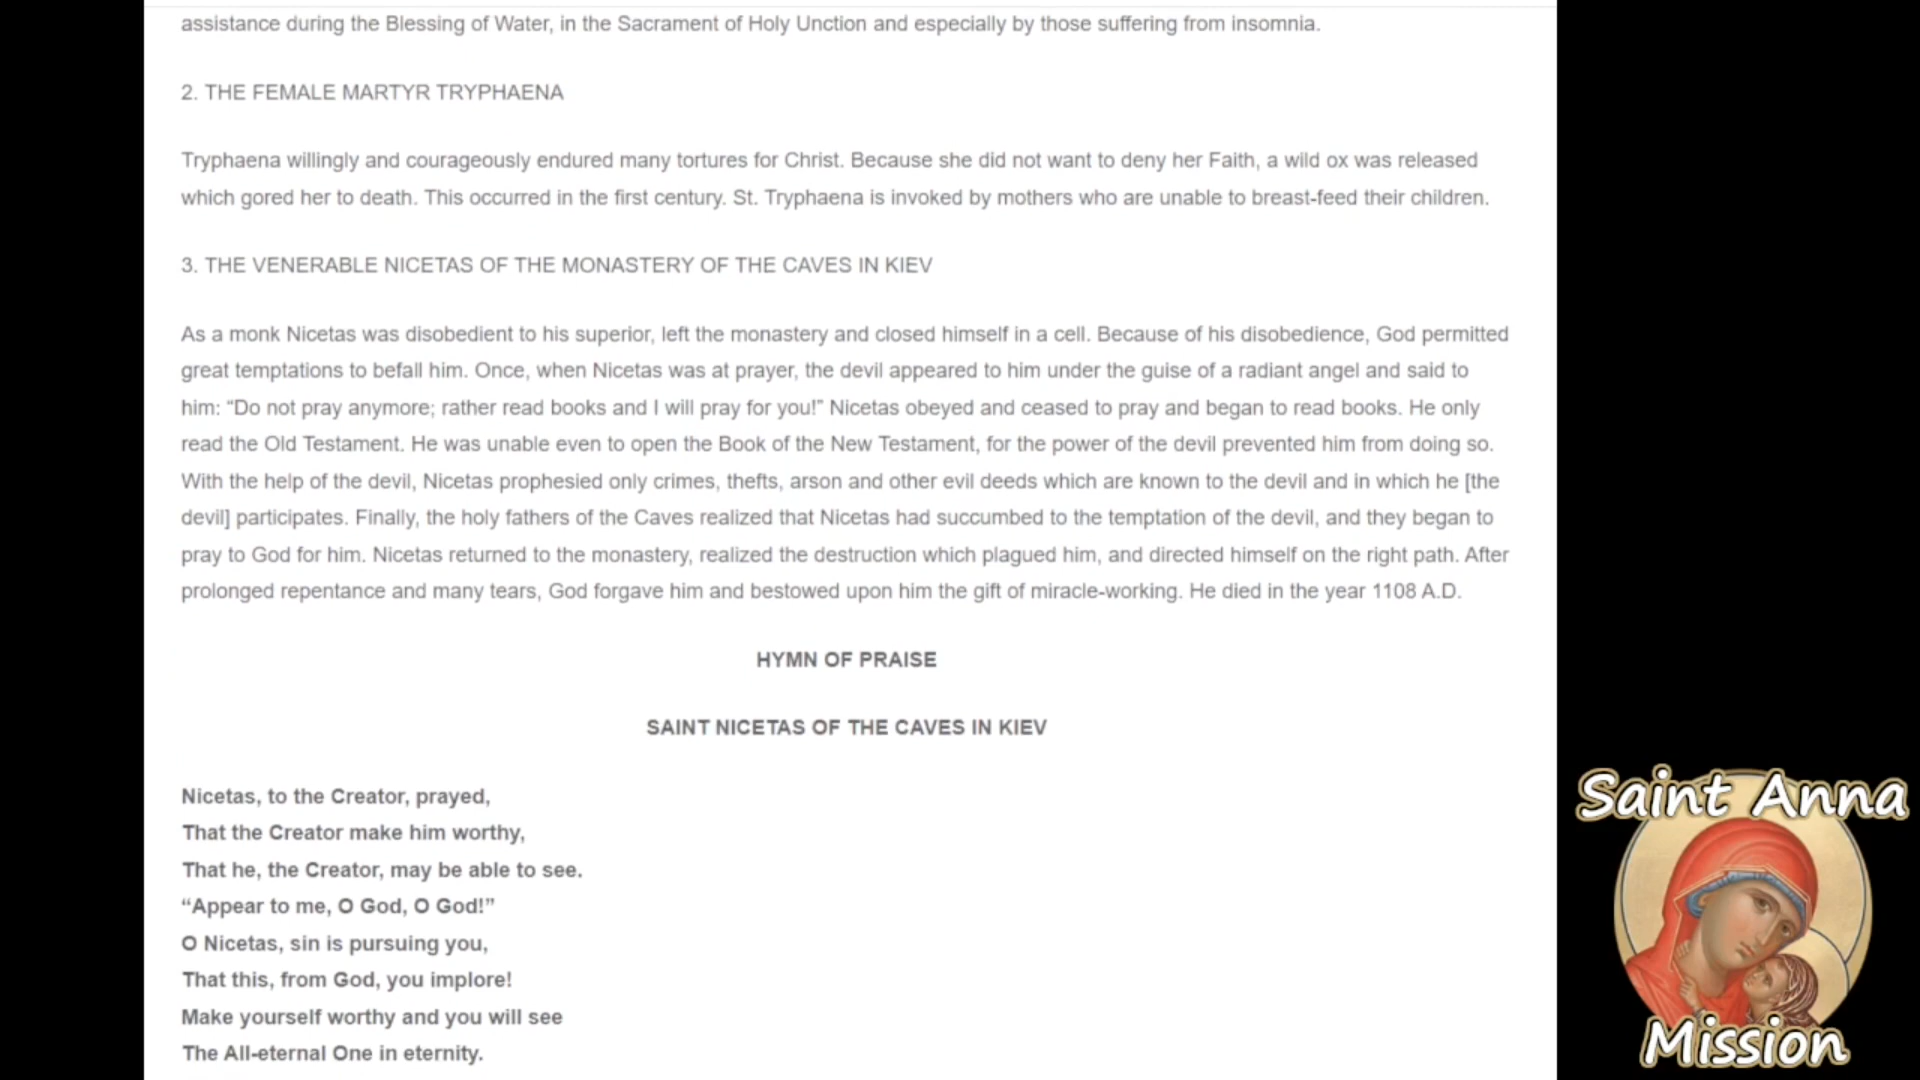 assistance during the Blessing of Water, in the Sacrament of Holy Unction and especially by those suffering from insomnia.
2. THE FEMALE MARTYR TRYPHAENA
Tryphaena willingly and courageously endured many tortures for Christ. Because she did not want to deny her Faith, a wild ox was released
which gored her to death. This occurred in the first century. St. Tryphaena is invoked by mothers who are unable to breast-feed their children.
3. THE VENERABLE NICETAS OF THE MONASTERY OF THE CAVES IN KIEV
As a monk Nicetas was disobedient to his superior, left the monastery and closed himself in a cell. Because of his disobedience, God permitted
great temptations to befall him. Once, when Nicetas was at prayer, the devil appeared to him under the guise of a radiant angel and said to
him: “Do not pray anymore; rather read books and I will pray for you!” Nicetas obeyed and ceased to pray and began to read books. He only
read the Old Testament. He was unable even to open the Book of the New Testament, for the power of the devil prevented him from doing so.
With the help of the devil, Nicetas prophesied only crimes, thefts, arson and other evil deeds which are known to the devil and in which he [the
devil] participates. Finally, the holy fathers of the Caves realized that Nicetas had succumbed to the temptation of the devil, and they began to
pray to God for him. Nicetas returned to the monastery, realized the destruction which plagued him, and directed himself on the right path. After
prolonged repentance and many tears, God forgave him and bestowed upon him the gift of miracle-working. He died in the year 1108 A.D.
HYMN OF PRAISE
SAINT NICETAS OF THE CAVES IN KIEV
Nicetas, to the Creator, prayed,
That the Creator make him worthy,
That he, the Creator, may be able to see.
“Appear to me, O God, O God!”
O Nicetas, sin is pursuing you,
That this, from God, you implore!
Make yourself worthy and you will see
The All-eternal One in eternity.
Saint Anna
Mission